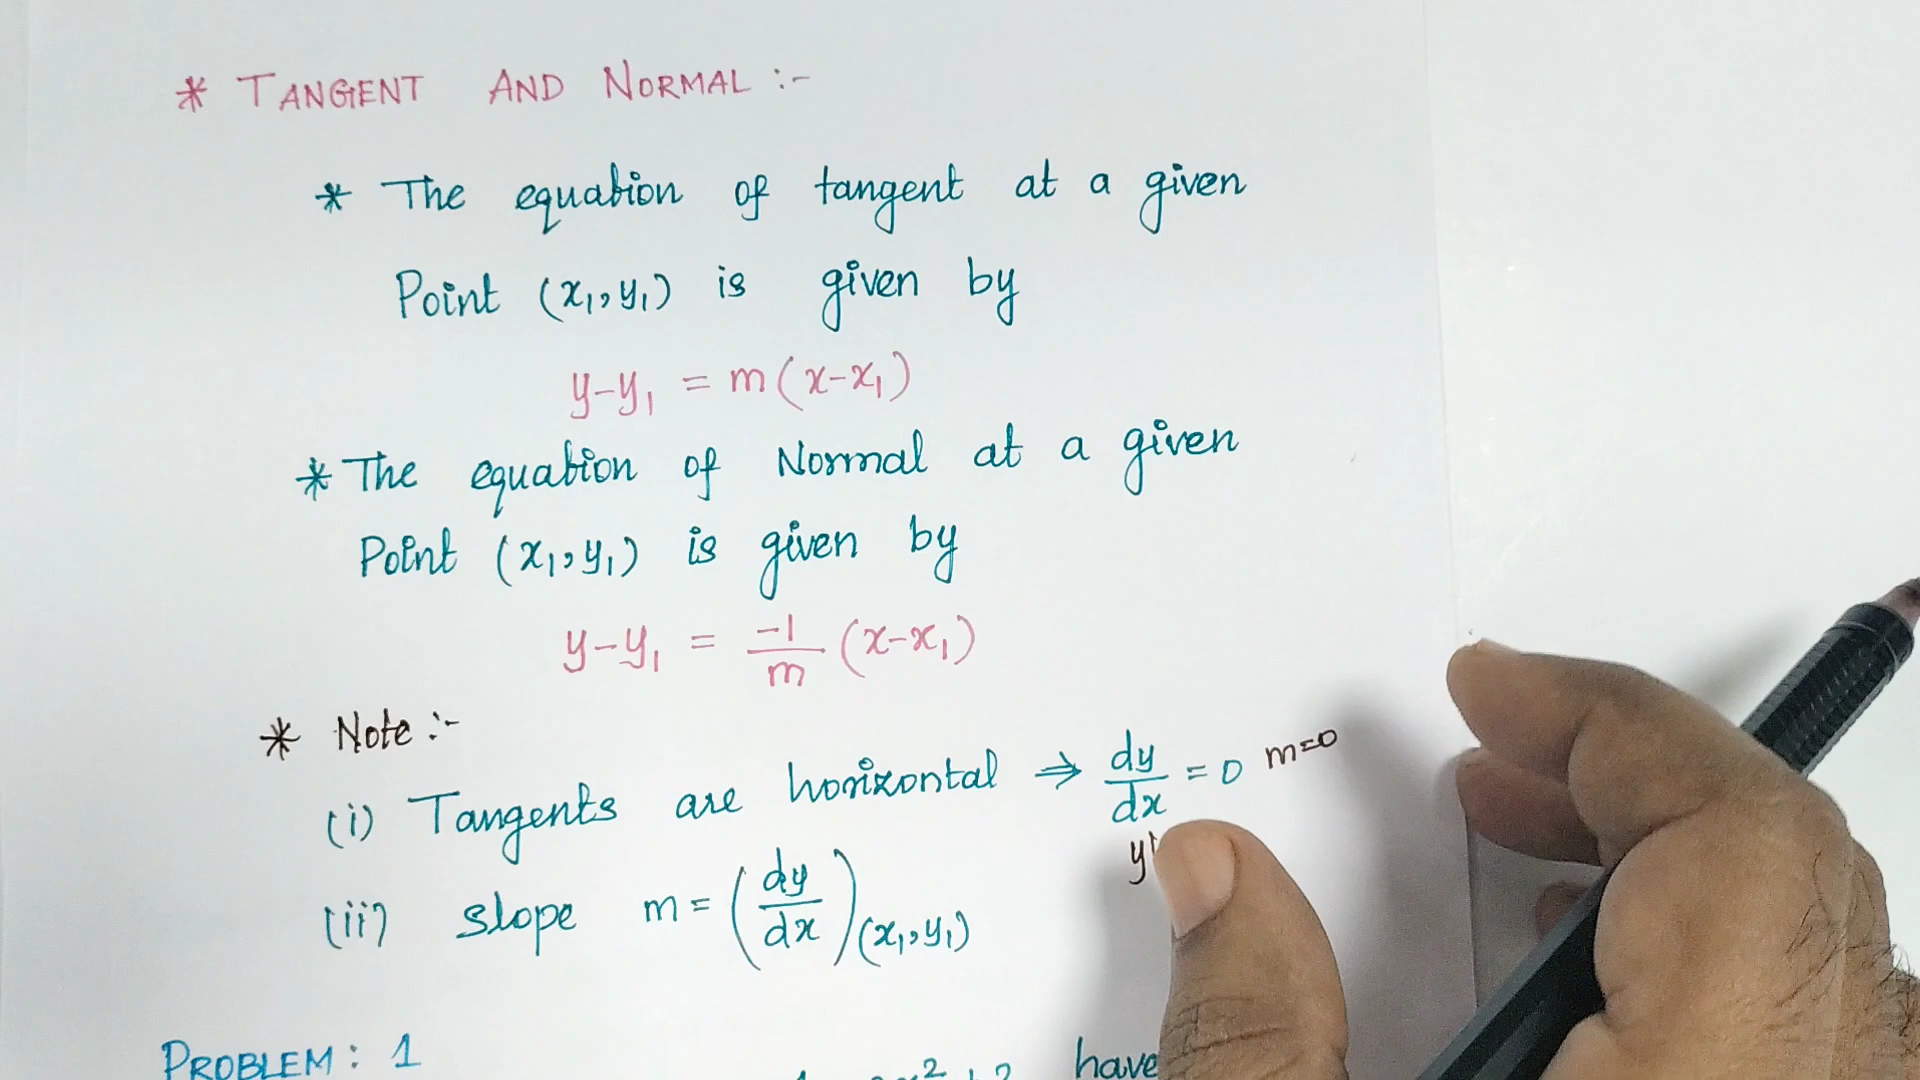 * TANGENT AND NORMAL :-
* The equation of tangent at a given
Point (x₁,y₁) is given by
y-y₁ = m(x-x₁)
* The equation of Normal at a given
Point (x₁,y₁) is given by
y-y₁ = -1/m (x-x₁)
* Note :-
(i) Tangents are horizontal ⇒ dy/dx = 0 m=0
(ii) slope m = (dy/dx)(x₁,y₁)
PROBLEM : 1
have